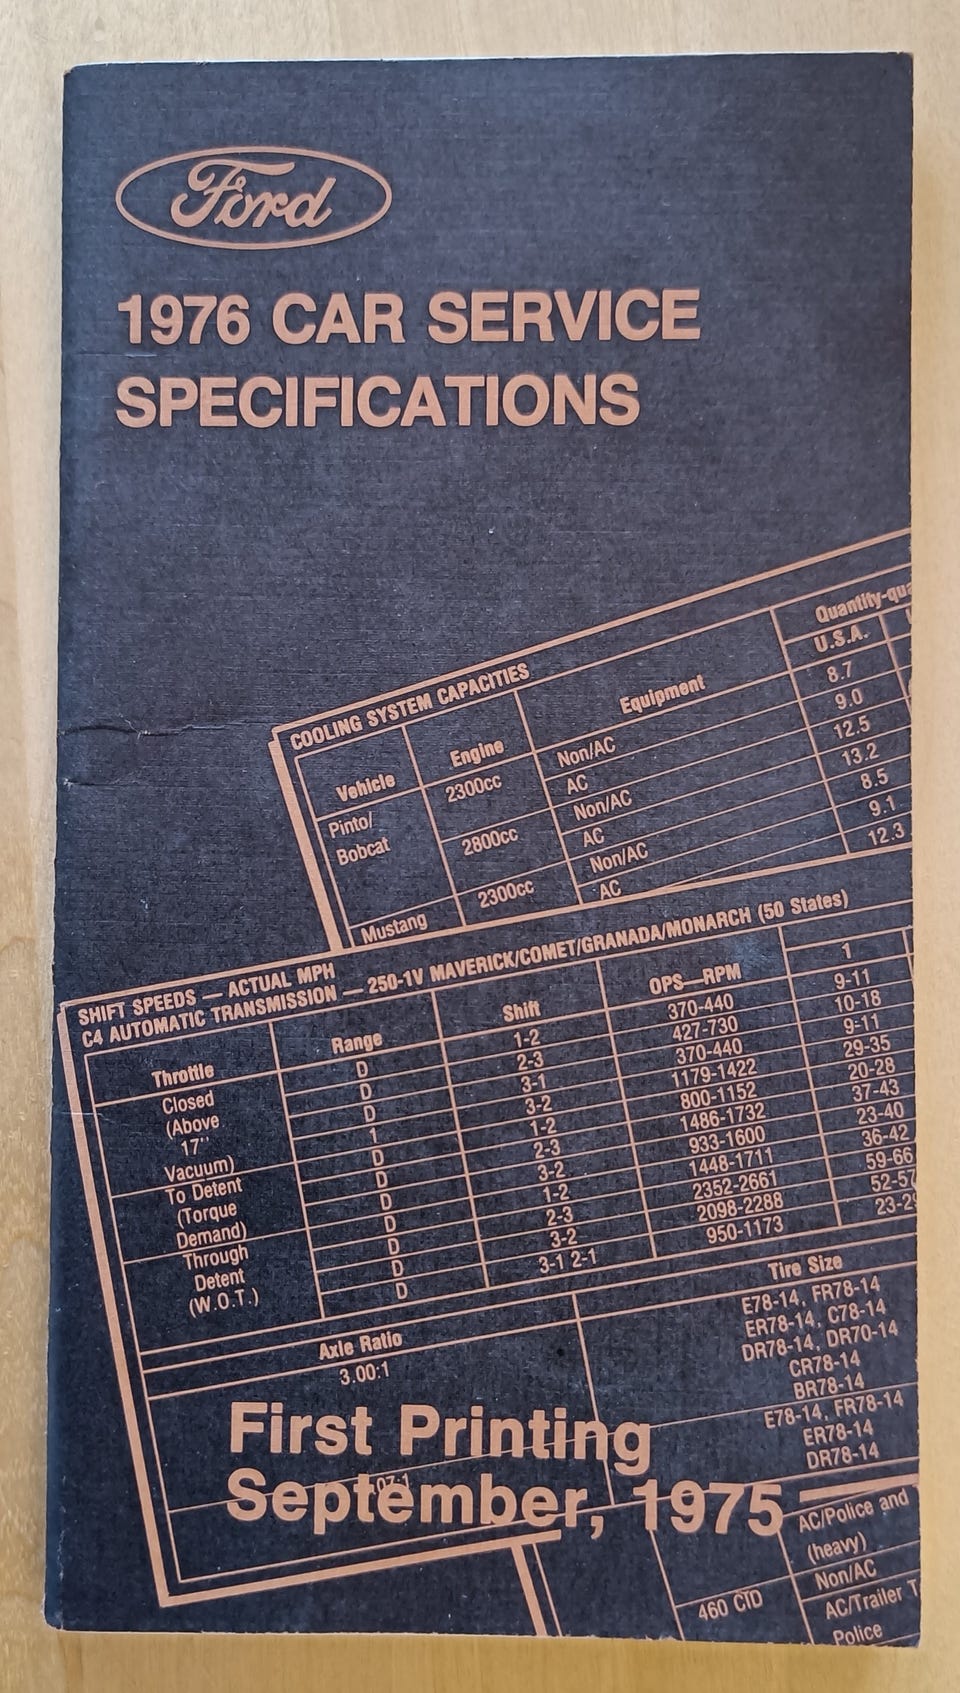 Ford
1976 CAR SERVICE
SPECIFICATIONS
COOLING SYSTEM CAPACITIES
Vehicle Engine Equipment Quantity-qua
U.S.A.
Pinto/ 2300cc Non/AC 8.7
Bobcat AC 9.0
2800cc Non/AC 12.5
AC 13.2
Mustang 2300cc Non/AC 8.5
AC 9.1
12.3
SHIFT SPEEDS — ACTUAL MPH
C4 AUTOMATIC TRANSMISSION — 250-1V MAVERICK/COMET/GRANADA/MONARCH (50 States)
Throttle Range Shift OPS—RPM 1
Closed D 1-2 370-440 9-11
(Above D 2-3 427-730 10-18
17'' D 3-1 370-440 9-11
Vacuum) 1 3-2 1179-1422 29-35
To Detent D 1-2 800-1152 20-28
(Torque D 2-3 1486-1732 37-43
Demand) D 3-2 933-1600 23-40
Through D 1-2 1448-1711 36-42
Detent D 2-3 2352-2661 59-66
(W.O.T.) D 3-2 2098-2288 52-57
D 3-1 2-1 950-1173 23-29
Axle Ratio Tire Size
3.00:1 E78-14, FR78-14
ER78-14, C78-14
DR78-14, DR70-14
CR78-14
BR78-14
E78-14, FR78-14
ER78-14
DR78-14
First Printing
September, 1975
AC/Police and
(heavy)
460 CID Non/AC
AC/Trailer T
Police